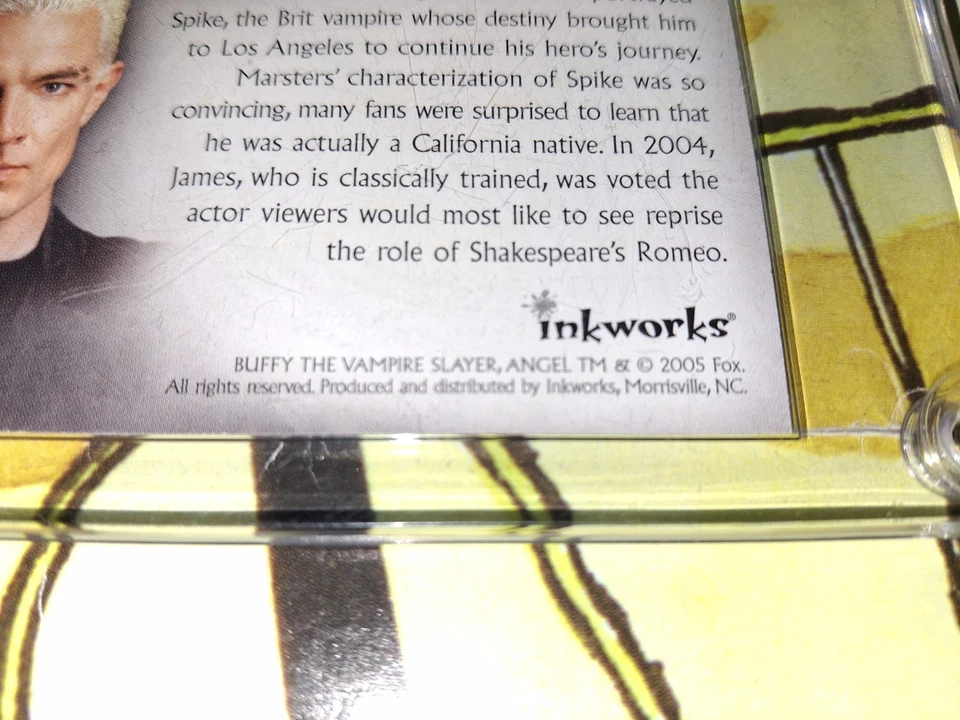 Spike, the Brit vampire whose destiny brought him
to Los Angeles to continue his hero's journey.
Marsters' characterization of Spike was so
convincing, many fans were surprised to learn that
he was actually a California native. In 2004,
James, who is classically trained, was voted the
actor viewers would most like to see reprise
the role of Shakespeare's Romeo.
inkworks®
BUFFY THE VAMPIRE SLAYER, ANGEL TM & © 2005 Fox.
All rights reserved. Produced and distributed by Inkworks, Morrisville, NC.